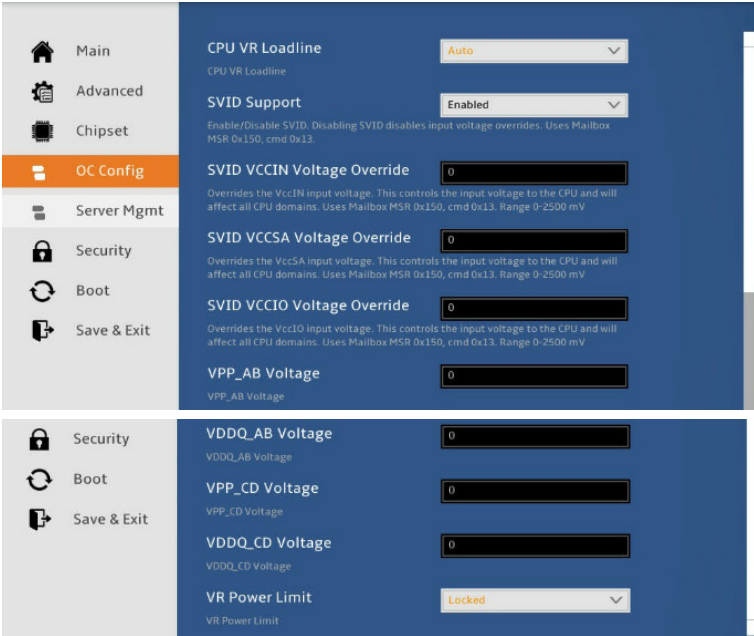 Main
Advanced
Chipset
OC Config
Server Mgmt
Security
Boot
Save & Exit
CPU VR Loadline
Auto
CPU VR Loadline
SVID Support
Enabled
Enable/Disable SVID. Disabling SVID disables input voltage overrides. Uses Mailbox
MSR 0x150, cmd 0x13.
SVID VCCIN Voltage Override
0
Overrides the VccIN input voltage. This controls the input voltage to the CPU and will
affect all CPU domains. Uses Mailbox MSR 0x150, cmd 0x13. Range 0-2500 mV
SVID VCCSA Voltage Override
0
Overrides the VccSA input voltage. This controls the input voltage to the CPU and will
affect all CPU domains. Uses Mailbox MSR 0x150, cmd 0x13. Range 0-2500 mV
SVID VCCIO Voltage Override
0
Overrides the VccIO input voltage. This controls the input voltage to the CPU and will
affect all CPU domains. Uses Mailbox MSR 0x150, cmd 0x13. Range 0-2500 mV
VPP_AB Voltage
0
VPP_AB Voltage
Security
Boot
Save & Exit
VDDQ_AB Voltage
0
VDDQ_AB Voltage
VPP_CD Voltage
0
VPP_CD Voltage
VDDQ_CD Voltage
0
VDDQ_CD Voltage
VR Power Limit
Locked
VR Power Limit